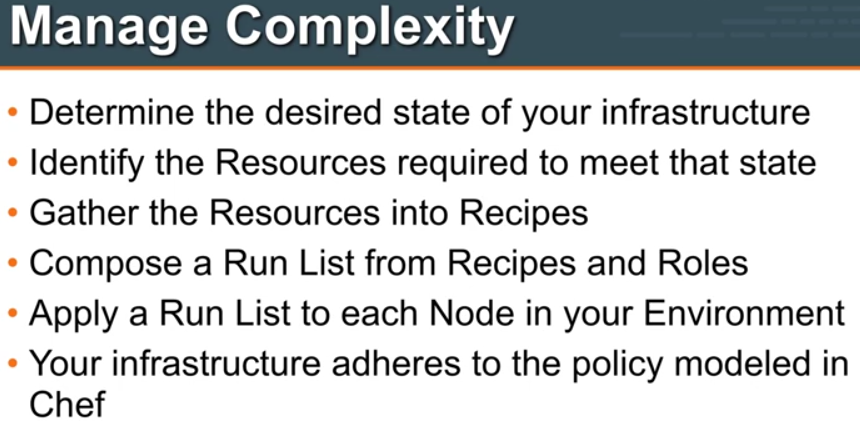 Manage Complexity
• Determine the desired state of your infrastructure
• Identify the Resources required to meet that state
• Gather the Resources into Recipes
• Compose a Run List from Recipes and Roles
• Apply a Run List to each Node in your Environment
• Your infrastructure adheres to the policy modeled in
Chef